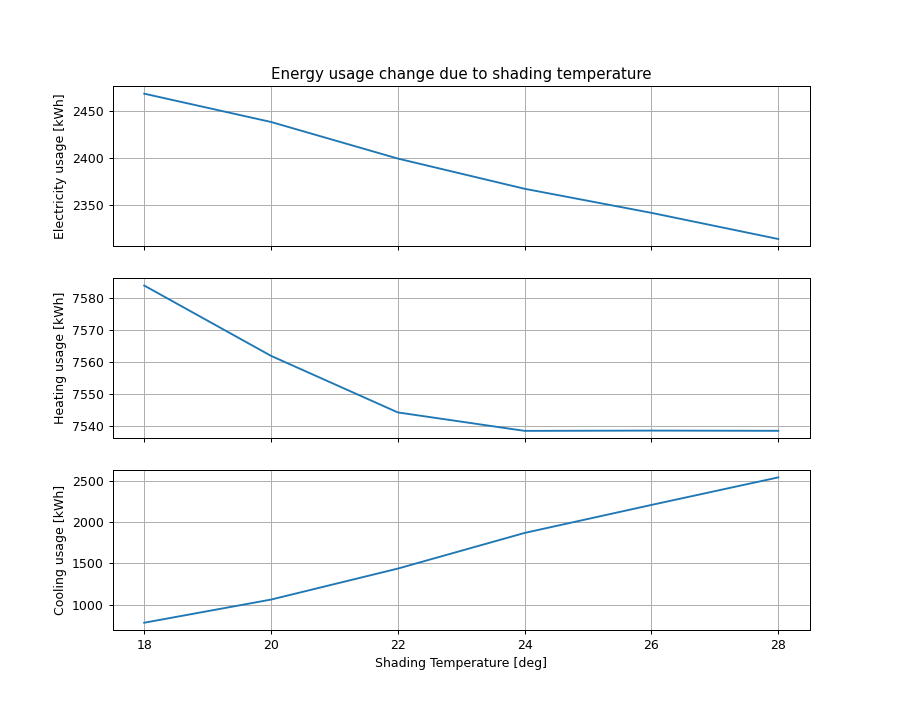 Energy usage change due to shading temperature
Electricity usage [kWh]
2450
2400
2350
Heating usage [kWh]
7580
7570
7560
7550
7540
Cooling usage [kWh]
2500
2000
1500
1000
18 20 22 24 26 28
Shading Temperature [deg]